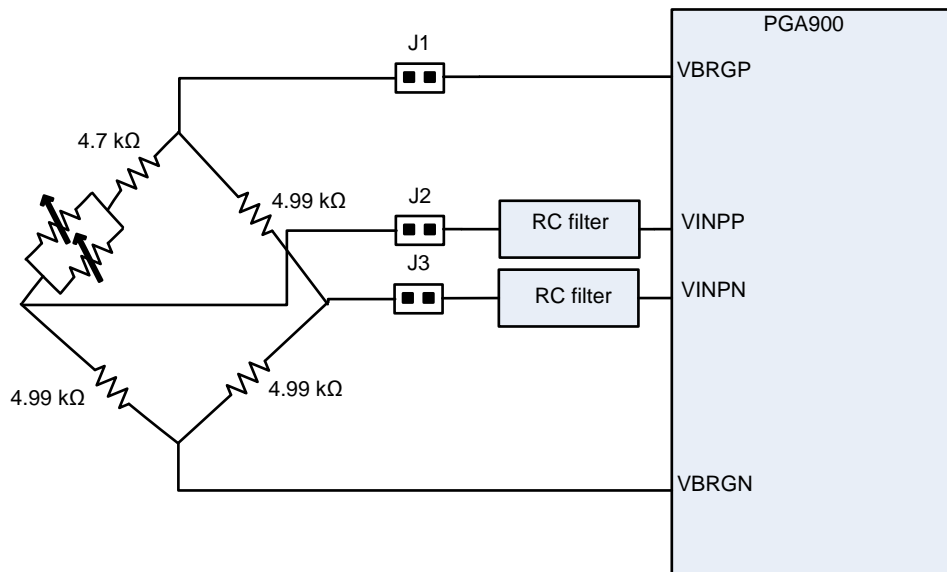 PGA900
J1
VBRGP
4.7 kΩ
4.99 kΩ
J2
RC filter
VINPP
J3
RC filter
VINPN
4.99 kΩ
4.99 kΩ
VBRGN